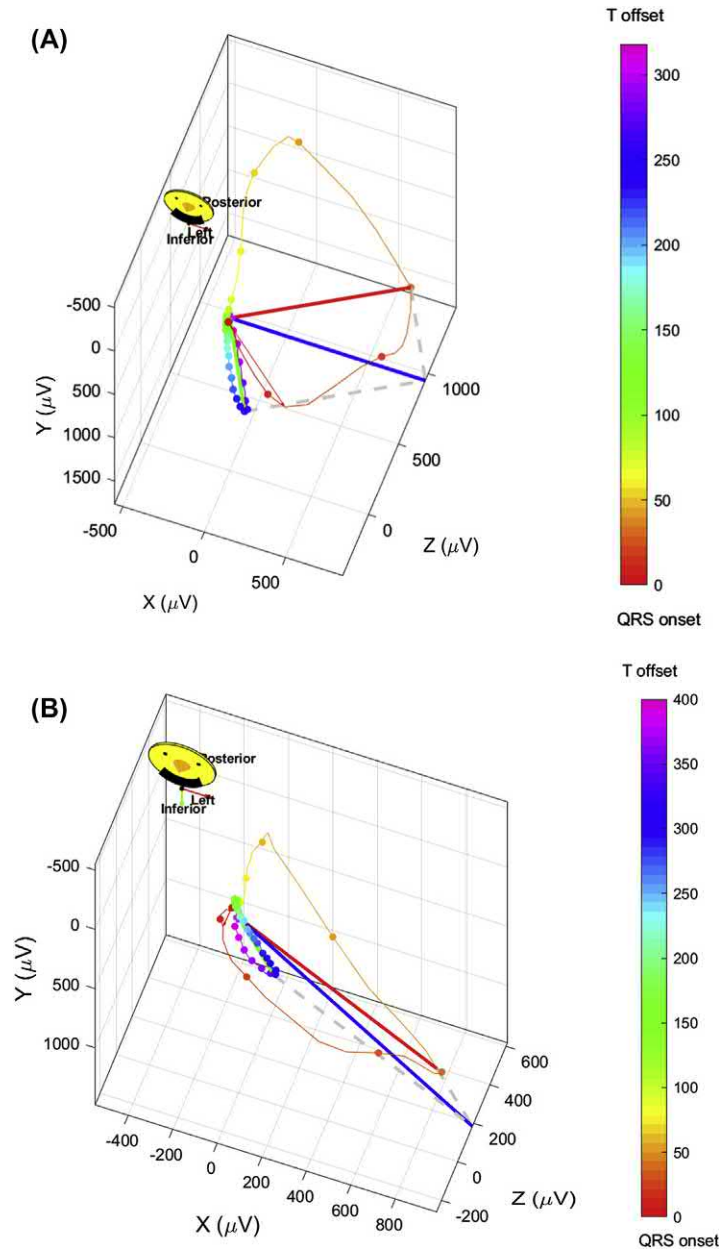 (A)
T offset
300
250
200
150
100
50
0
QRS onset
Posterior
Left
Inferior
-500
0
500
1000
1500
Y (µV)
-500
0
500
X (µV)
1000
500
0
Z (µV)
(B)
T offset
400
350
300
250
200
150
100
50
0
QRS onset
Posterior
Left
Inferior
-500
0
500
1000
Y (µV)
-400
-200
0
200
400
600
800
X (µV)
600
400
200
0
-200
Z (µV)